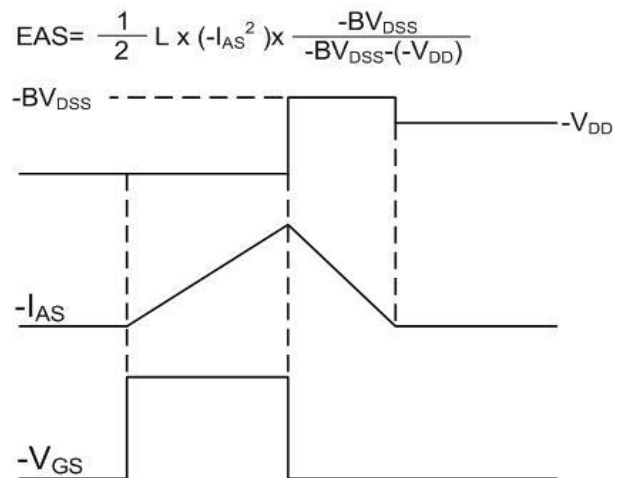 EAS= 1/2 L x (-I_AS^2 )x -BV_DSS/-BV_DSS-(-V_DD)
-BV_DSS
-V_DD
-I_AS
-V_GS